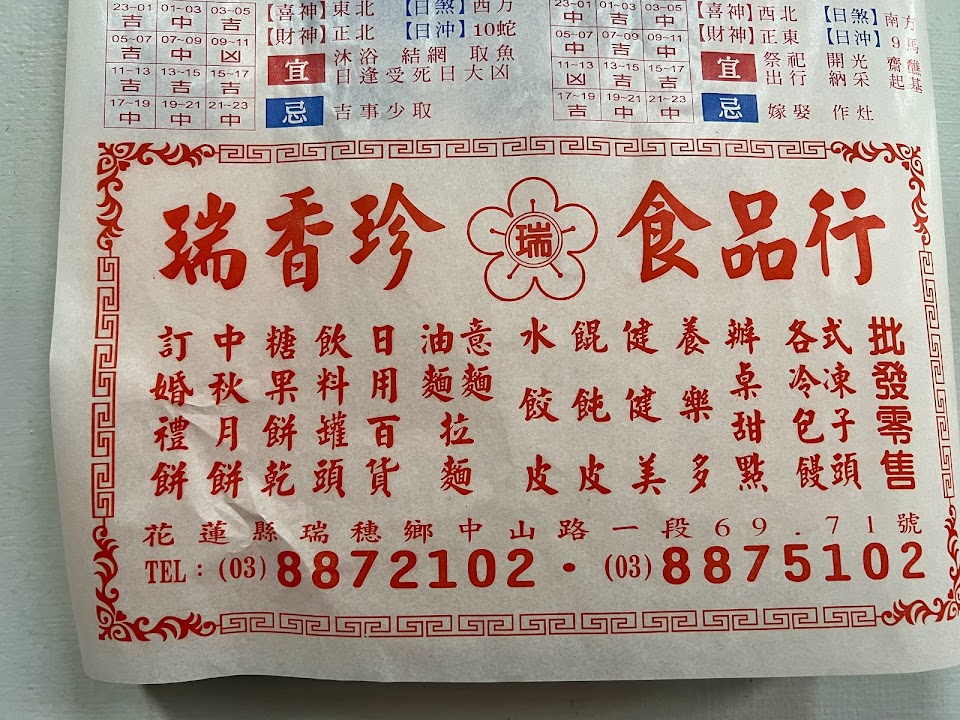 23~01 01~03 03~05
吉 中 吉
05~07 07~09 09~11
吉 中 凶
11~13 13~15 15~17
吉 吉 吉
17~19 19~21 21~23
中 中 中
【喜神】東北 【日煞】西方
【財神】正北 【日沖】10蛇
宜
沐浴 結網 取魚
日逢受死日大凶
忌
吉事少取
吉 中 吉
05~07 07~09 09~11
中 吉 中
11~13 13~15 15~17
凶 吉 吉
17~19 19~21 21~23
中 中 中
【喜神】西北 【日煞】南方
【財神】正東 【日沖】9馬
宜
祭祀 開光 齋醮
出行 納采 起基
忌
嫁娶 作灶
瑞香珍 瑞 食品行
批發零售
各式冷凍包子饅頭
辦桌甜點
養樂多
健健美
餛飩皮
水餃皮
意麵油麵拉麵
日用百貨
飲料罐頭
糖果餅乾
中秋月餅
訂婚禮餅
花蓮縣瑞穗鄉中山路一段69.71號
TEL：(03)8872102・(03)8875102